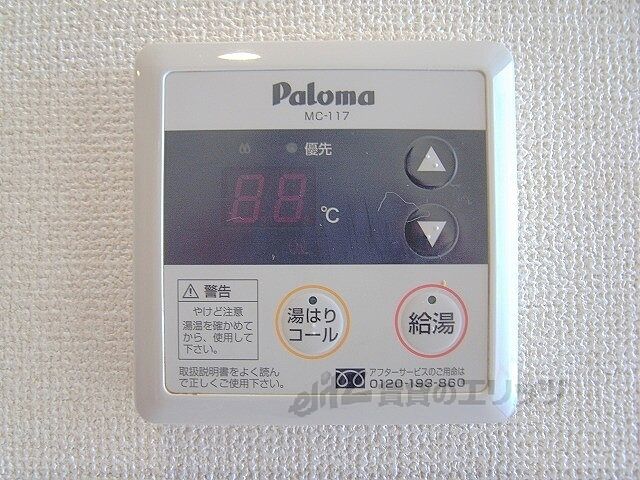 Paloma
MC-117
優先
88 ℃
⚠ 警告
やけど注意
湯温を確かめて
から、使用して
下さい。
湯はり
コール
給湯
取扱説明書をよく読ん
で正しくご使用下さい。
アフターサービスのご用命は
0120-193-860
賃貸のエリッツ